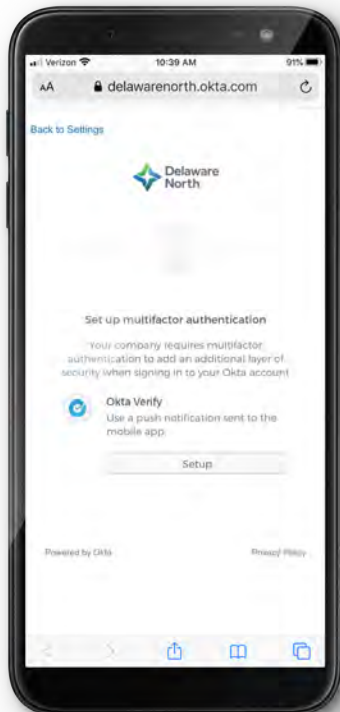 Verizon 10:39 AM 91%
AA delawarenorth.okta.com
Back to Settings
Delaware
North
Set up multifactor authentication
Your company requires multifactor
authentication to add an additional layer of
security when signing in to your Okta account
Okta Verify
Use a push notification sent to the
mobile app.
Setup
Powered by Okta Privacy Policy